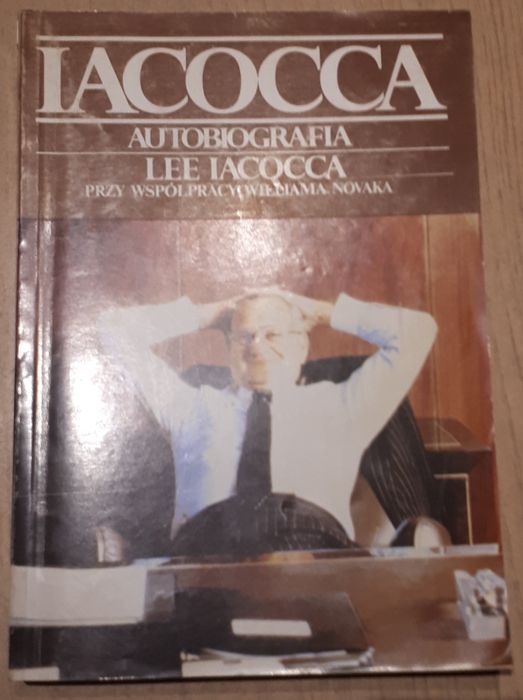 IACOCCA
AUTOBIOGRAFIA
LEE IACOCCA
PRZY WSPÓŁPRACY WILLIAMA NOVAKA